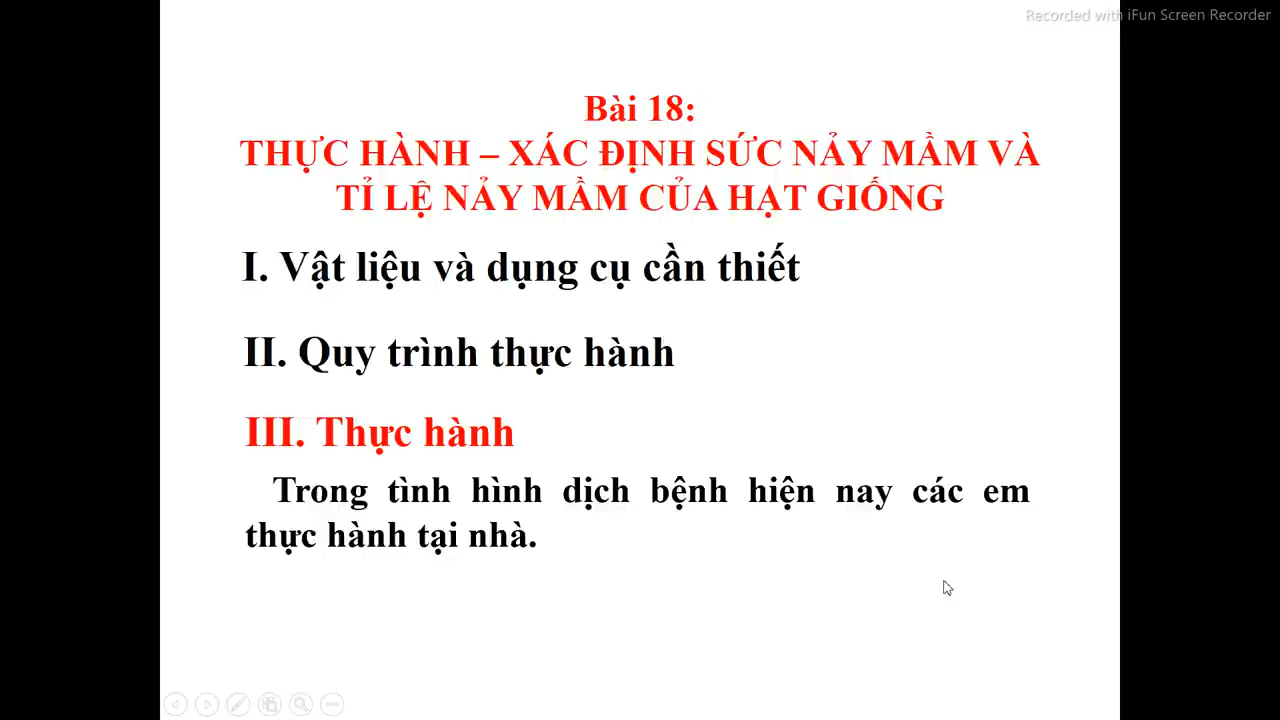 Recorded with iFun Screen Recorder
Bài 18:
THỰC HÀNH – XÁC ĐỊNH SỨC NẢY MẦM VÀ
TỈ LỆ NẢY MẦM CỦA HẠT GIỐNG
I. Vật liệu và dụng cụ cần thiết
II. Quy trình thực hành
III. Thực hành
Trong tình hình dịch bệnh hiện nay các em
thực hành tại nhà.